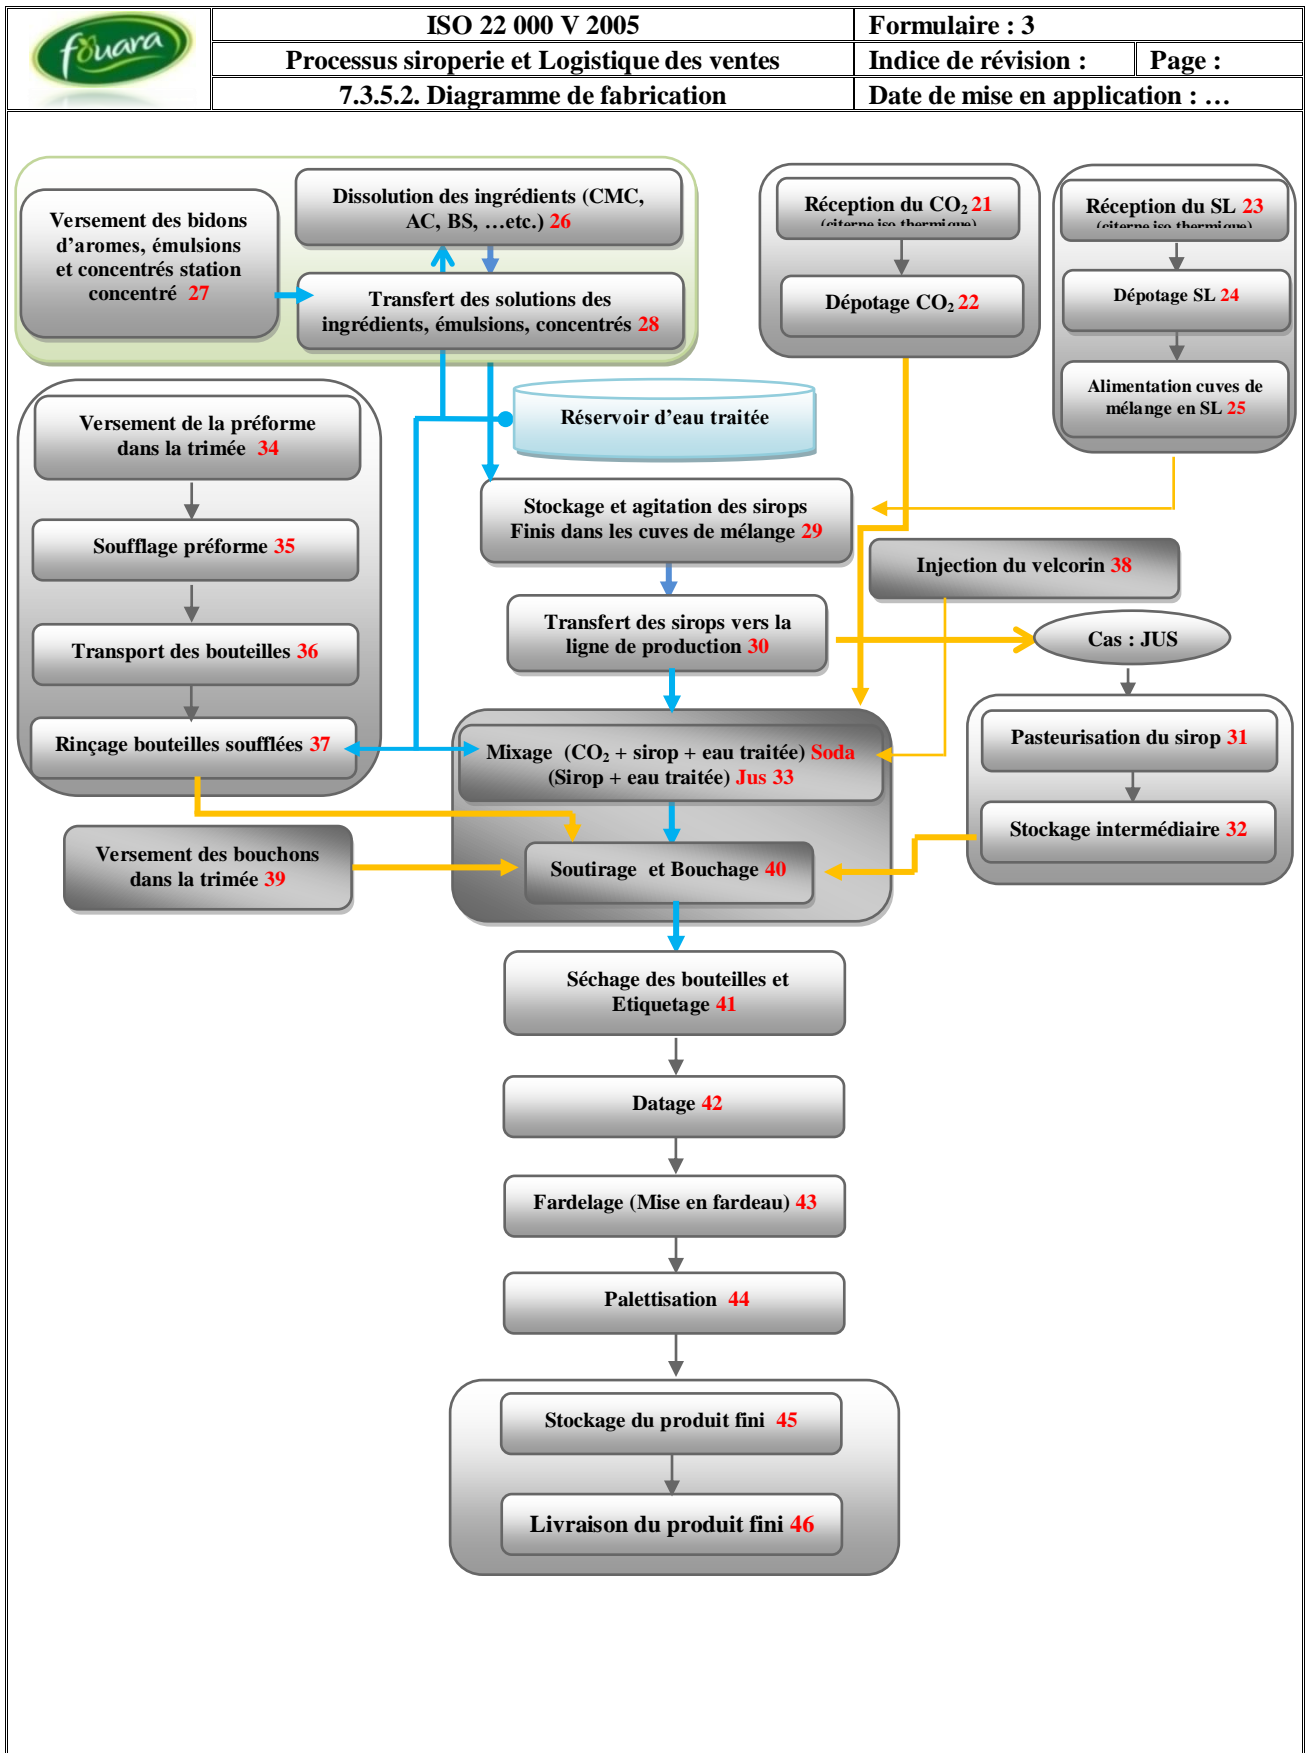 fouara
ISO 22 000 V 2005
Formulaire : 3
Processus siroperie et Logistique des ventes
Indice de révision :
Page :
7.3.5.2. Diagramme de fabrication
Date de mise en application : …
Dissolution des ingrédients (CMC,
AC, BS, …etc.) 26
Versement des bidons
d’aromes, émulsions
et concentrés station
concentré 27
Transfert des solutions des
ingrédients, émulsions, concentrés 28
Réception du CO₂ 21
(citerne iso thermique)
Dépotage CO₂ 22
Réception du SL 23
(citerne iso thermique)
Dépotage SL 24
Alimentation cuves de
mélange en SL 25
Réservoir d’eau traitée
Versement de la préforme
dans la trimée 34
Soufflage préforme 35
Transport des bouteilles 36
Rinçage bouteilles soufflées 37
Stockage et agitation des sirops
Finis dans les cuves de mélange 29
Injection du velcorin 38
Transfert des sirops vers la
ligne de production 30
Cas : JUS
Pasteurisation du sirop 31
Stockage intermédiaire 32
Mixage (CO₂ + sirop + eau traitée) Soda
(Sirop + eau traitée) Jus 33
Versement des bouchons
dans la trimée 39
Soutirage et Bouchage 40
Séchage des bouteilles et
Etiquetage 41
Datage 42
Fardelage (Mise en fardeau) 43
Palettisation 44
Stockage du produit fini 45
Livraison du produit fini 46